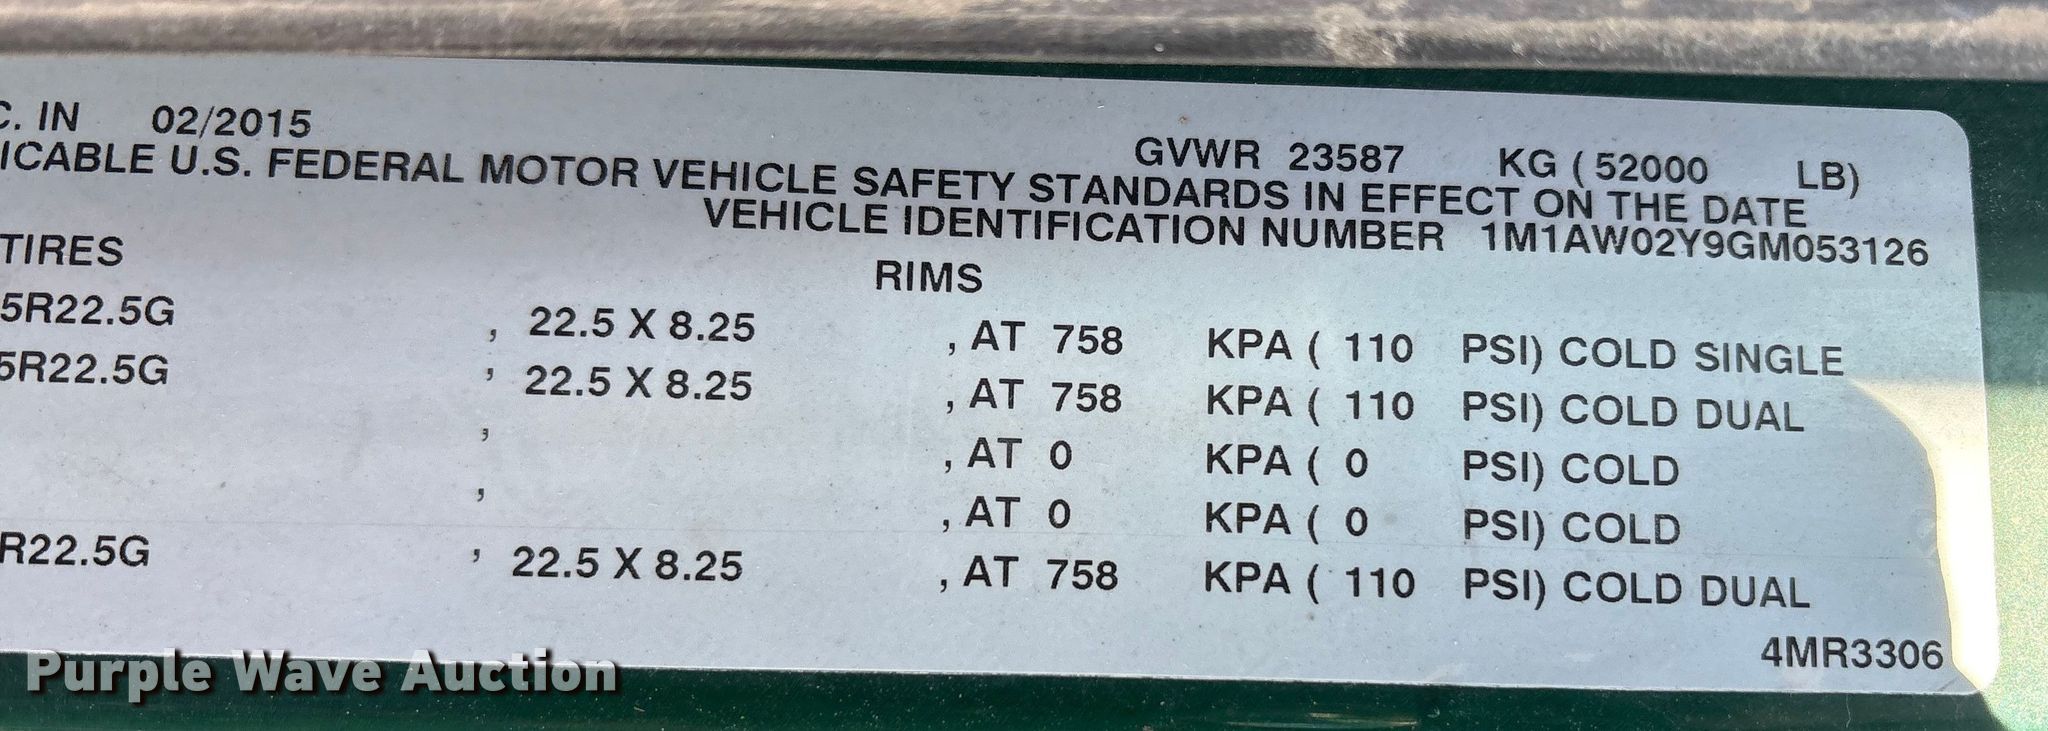 C. IN 02/2015 GVWR 23587 KG ( 52000 LB)
ICABLE U.S. FEDERAL MOTOR VEHICLE SAFETY STANDARDS IN EFFECT ON THE DATE
VEHICLE IDENTIFICATION NUMBER 1M1AW02Y9GM053126
TIRES RIMS
5R22.5G , 22.5 X 8.25 , AT 758 KPA ( 110 PSI) COLD SINGLE
5R22.5G , 22.5 X 8.25 , AT 758 KPA ( 110 PSI) COLD DUAL
, , AT 0 KPA ( 0 PSI) COLD
, , AT 0 KPA ( 0 PSI) COLD
R22.5G , 22.5 X 8.25 , AT 758 KPA ( 110 PSI) COLD DUAL
4MR3306
Purple Wave Auction